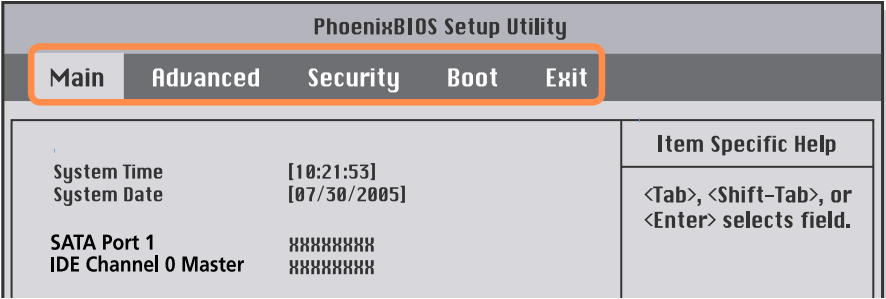 PhoenixBIOS Setup Utility
Main Advanced Security Boot Exit
Item Specific Help
System Time [10:21:53]
System Date [07/30/2005]
<Tab>, <Shift-Tab>, or
<Enter> selects field.
SATA Port 1 XXXXXXXX
IDE Channel 0 Master XXXXXXXX